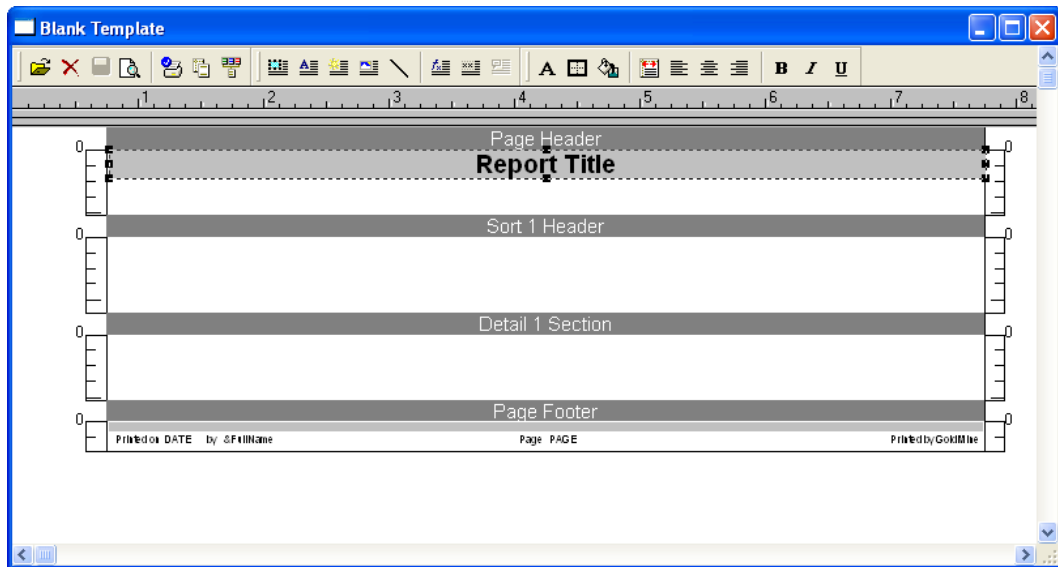 Blank Template
A B I U
1 2 3 4 5 6 7 8
Page Header
0 0
Report Title
Sort 1 Header
0 0
Detail 1 Section
0 0
Page Footer
0 0
Printed on DATE by &FullName Page PAGE Printed by GoldMine